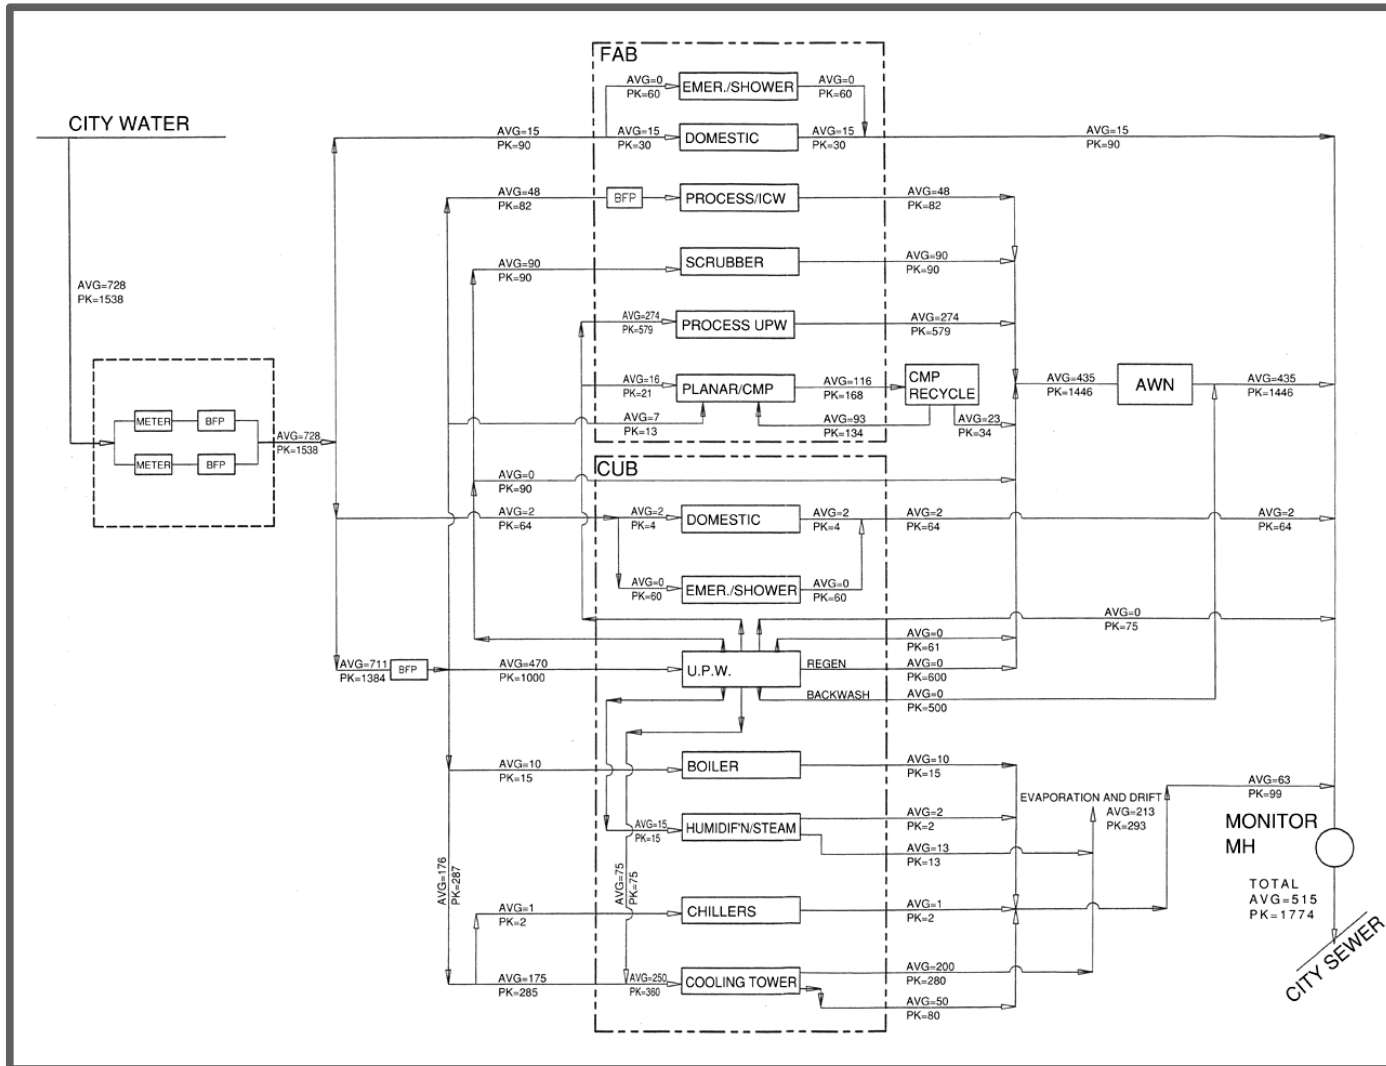 FAB
AVG=0
PK=60
EMER./SHOWER
AVG=0
PK=60
CITY WATER
AVG=15
PK=90
AVG=15
PK=30
DOMESTIC
AVG=15
PK=30
AVG=15
PK=90
AVG=48
PK=82
BFP
PROCESS/ICW
AVG=48
PK=82
AVG=90
PK=90
SCRUBBER
AVG=90
PK=90
AVG=728
PK=1538
AVG=274
PK=579
PROCESS UPW
AVG=274
PK=579
AVG=16
PK=21
PLANAR/CMP
AVG=116
PK=168
CMP
RECYCLE
AVG=435
PK=1446
AWN
AVG=435
PK=1446
METER
BFP
METER
BFP
AVG=728
PK=1538
AVG=7
PK=13
AVG=93
PK=134
AVG=23
PK=34
CUB
AVG=0
PK=90
AVG=2
PK=64
AVG=2
PK=4
DOMESTIC
AVG=2
PK=4
AVG=2
PK=64
AVG=2
PK=64
AVG=0
PK=60
EMER./SHOWER
AVG=0
PK=60
AVG=0
PK=75
AVG=0
PK=61
AVG=711
PK=1384
BFP
AVG=470
PK=1000
U.P.W.
REGEN
AVG=0
PK=600
BACKWASH
AVG=0
PK=500
AVG=10
PK=15
BOILER
AVG=10
PK=15
AVG=63
PK=99
EVAPORATION AND DRIFT
AVG=213
PK=293
AVG=15
PK=15
HUMIDIF'N/STEAM
AVG=2
PK=2
AVG=13
PK=13
MONITOR
MH
AVG=176
PK=287
AVG=75
PK=75
TOTAL
AVG=515
PK=1774
AVG=1
PK=2
CHILLERS
AVG=1
PK=2
AVG=175
PK=285
AVG=250
PK=360
COOLING TOWER
AVG=200
PK=280
AVG=50
PK=80
CITY SEWER